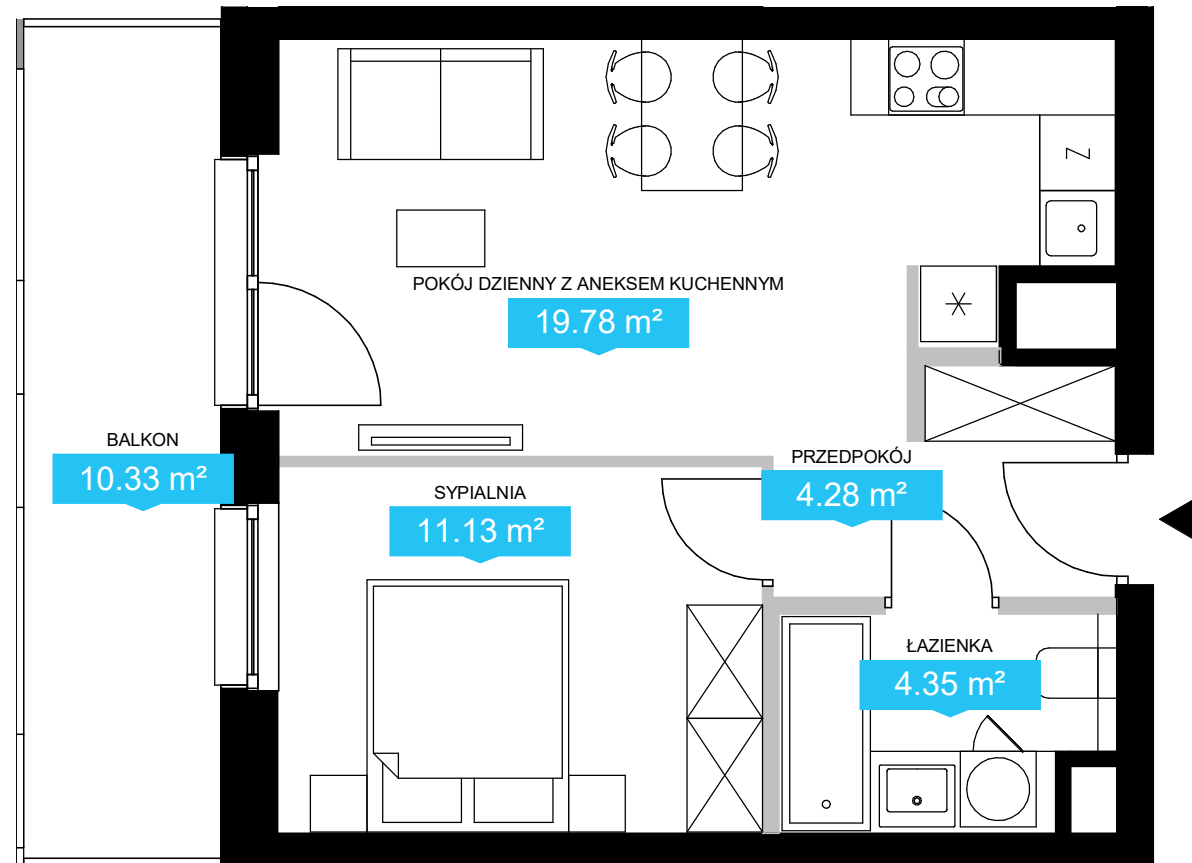 Z
POKÓJ DZIENNY Z ANEKSEM KUCHENNYM
19.78 m²
BALKON
10.33 m²
PRZEDPOKÓJ
4.28 m²
SYPIALNIA
11.13 m²
ŁAZIENKA
4.35 m²